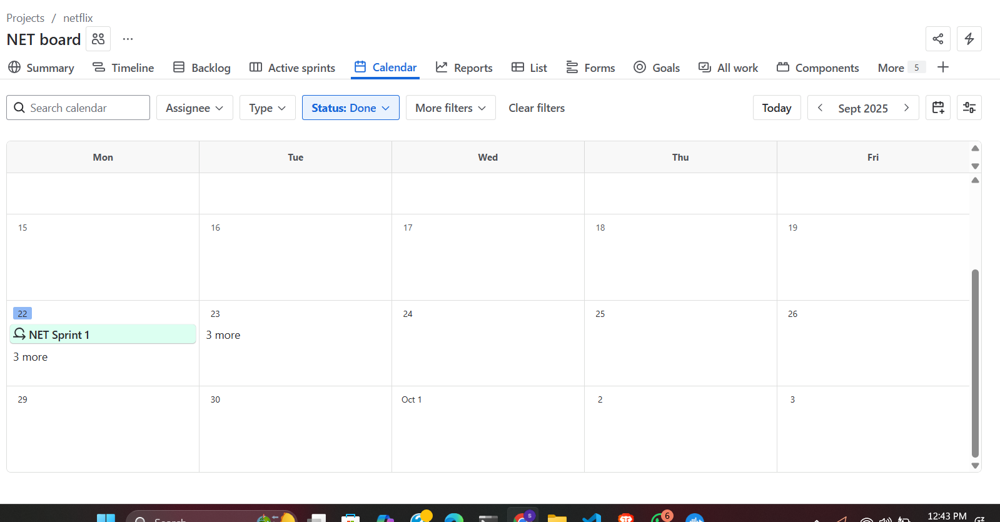 Projects / netflix
NET board
Summary Timeline Backlog Active sprints Calendar Reports List Forms Goals All work Components More 5
Search calendar Assignee Type Status: Done More filters Clear filters Today Sept 2025
Mon Tue Wed Thu Fri
15 16 17 18 19
22 23 24 25 26
NET Sprint 1 3 more
3 more
29 30 Oct 1 2 3
Search 6 S 12:43 PM